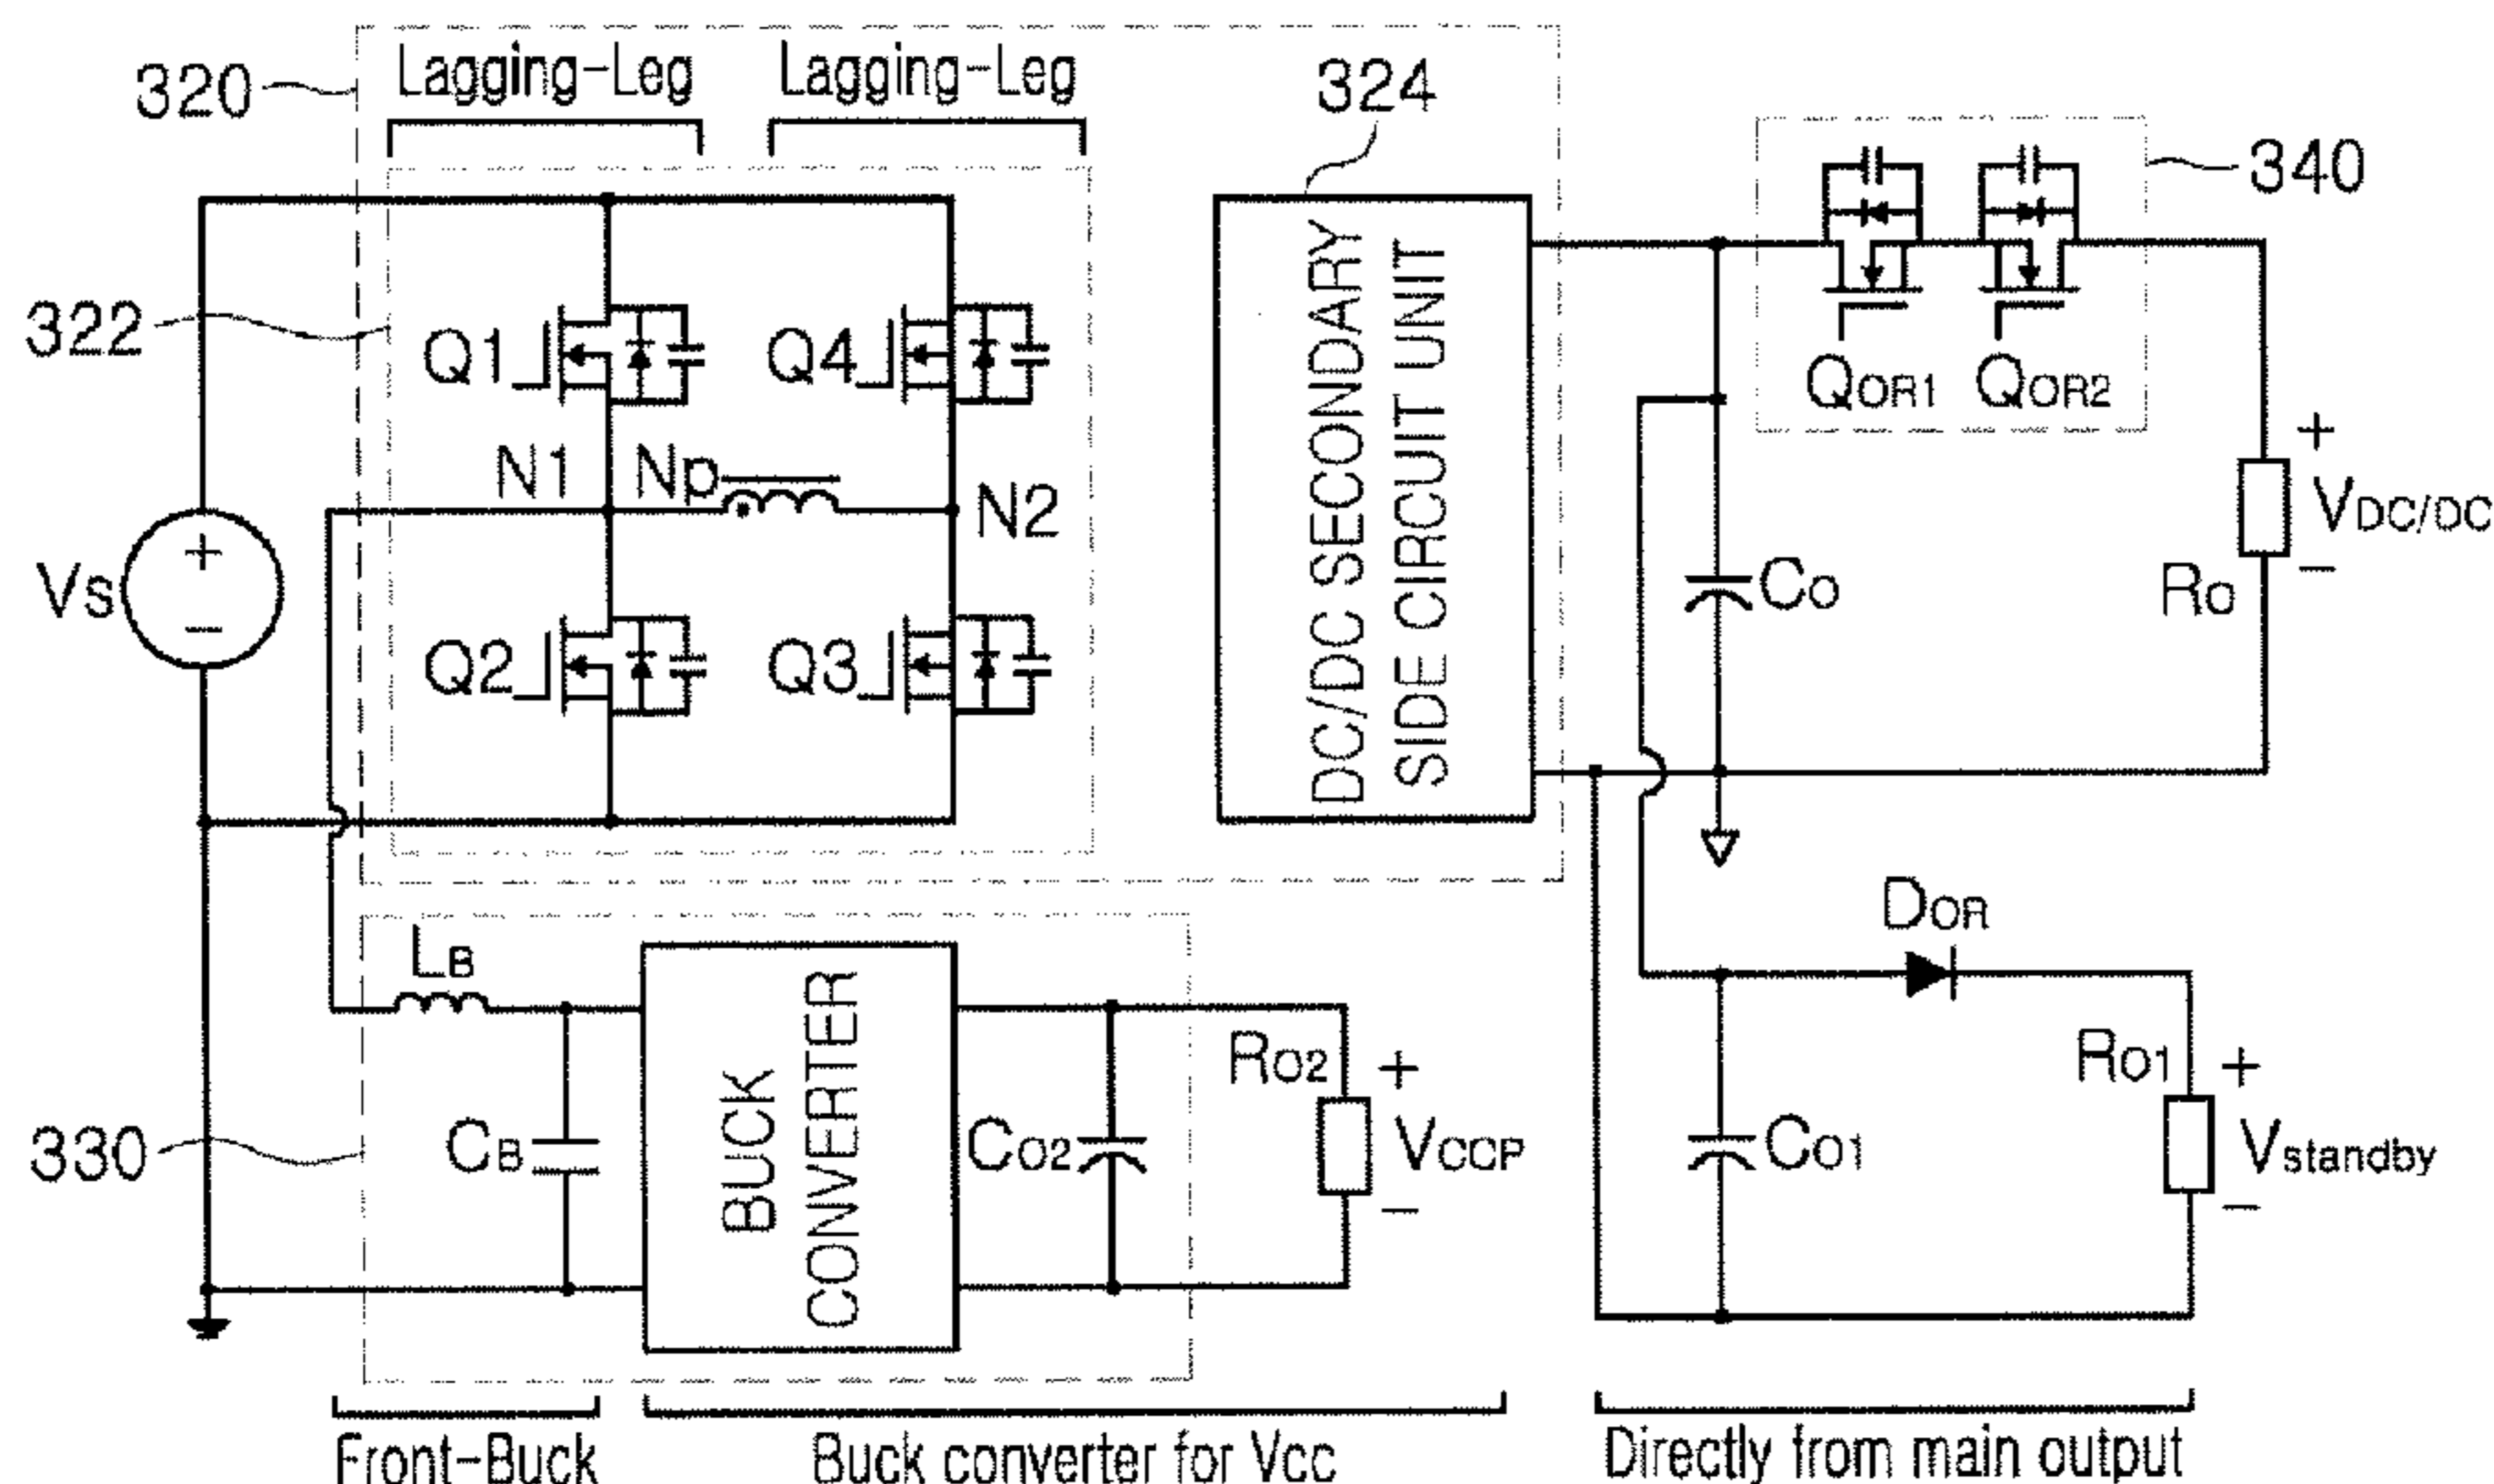 320
Lagging-Leg
Lagging-Leg
324
340
322
Q1
Q4
QOR1
QOR2
N1
Np
N2
+
VDC/DC
−
RO
Vs
+
−
Q2
Q3
DC/DC SECONDARY
SIDE CIRCUIT UNIT
CO
DOR
LB
BUCK
CONVERTER
RO2
+
VCCP
−
RO1
+
Vstandby
−
330
CB
CO2
CO1
Front-Buck
Buck converter for Vcc
Directly from main output